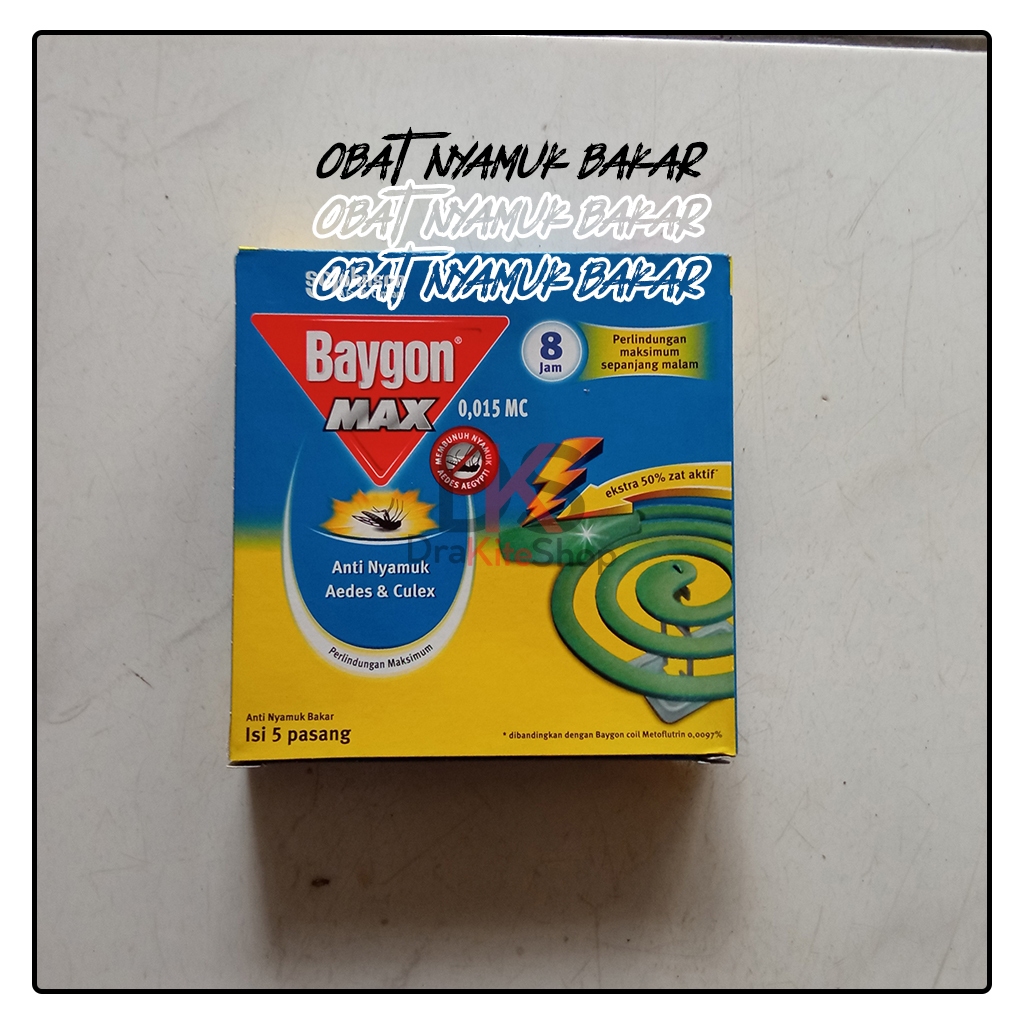 OBAT NYAMUK BAKAR
OBAT NYAMUK BAKAR
OBAT NYAMUK BAKAR
Baygon®
MAX
0,015 MC
8
Jam
Perlindungan
maksimum
sepanjang malam
MEMBUNUH NYAMUK
AEDES AEGYPTI
ekstra 50% zat aktif*
DKS
DraKiteShop
Anti Nyamuk
Aedes & Culex
Perlindungan Maksimum
Anti Nyamuk Bakar
Isi 5 pasang
* dibandingkan dengan Baygon coil Metoflutrin 0,0097%